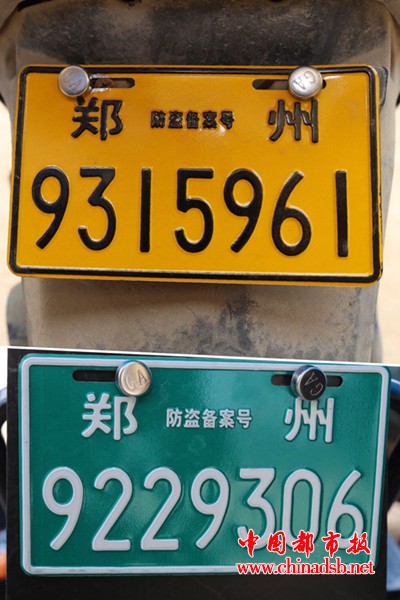 郑 防盗备案号 州
9315961
郑 防盗备案号 州
9229306
中国都市报
www.chinadsb.net